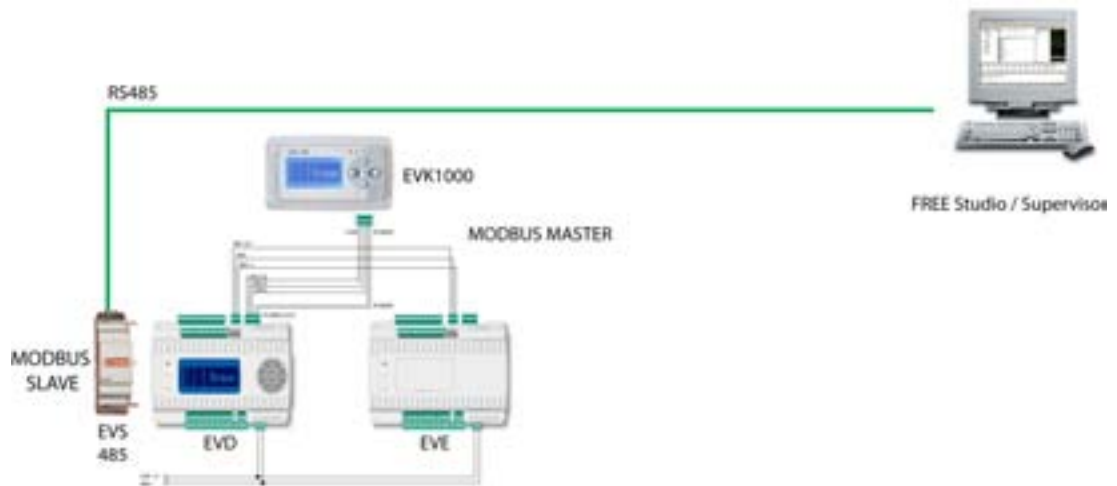 RS485
EVK1000
FREE Studio / Supervisor
MODBUS MASTER
MODBUS
SLAVE
EVS
485
EVD
EVE